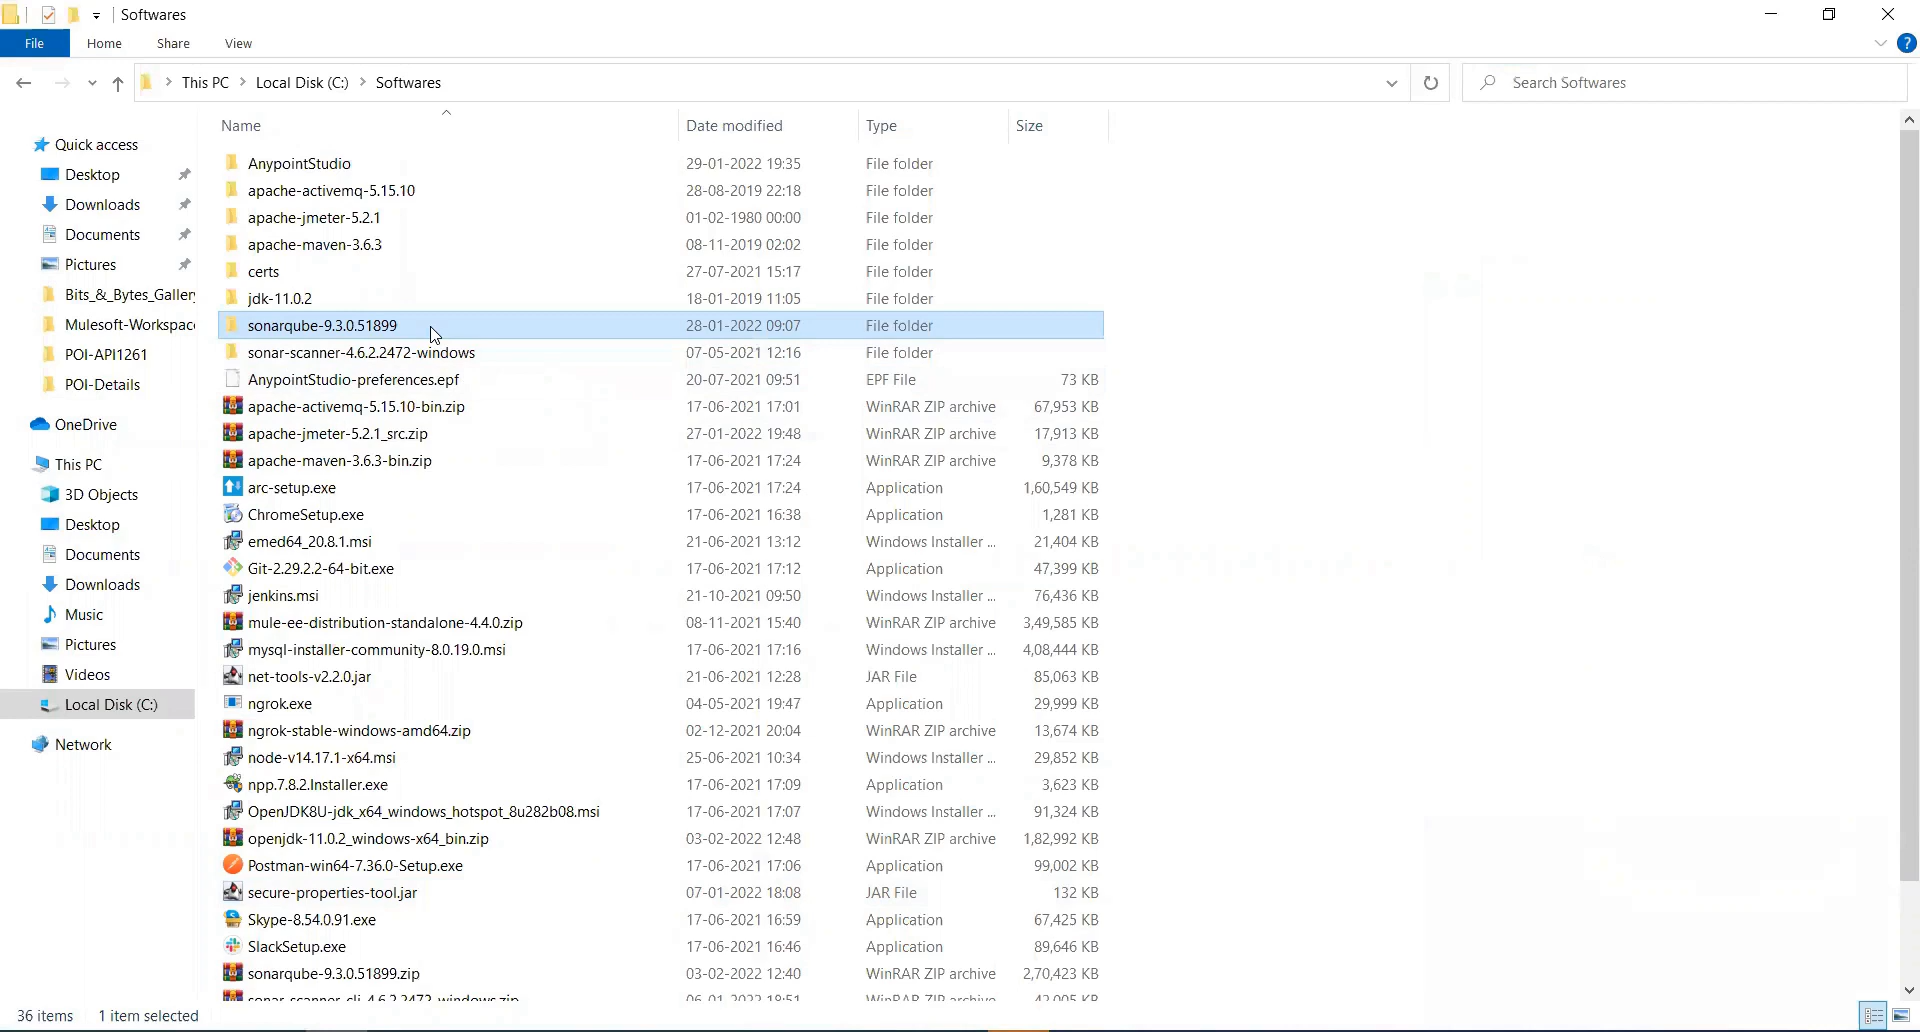 Softwares
File Home Share View
This PC Local Disk (C:) Softwares
Search Softwares
Quick access
Desktop
Downloads
Documents
Pictures
Bits_&_Bytes_Gallery
Mulesoft-Workspac
POI-API1261
POI-Details
OneDrive
This PC
3D Objects
Desktop
Documents
Downloads
Music
Pictures
Videos
Local Disk (C:)
Network
Name Date modified Type Size
AnypointStudio 29-01-2022 19:35 File folder
apache-activemq-5.15.10 28-08-2019 22:18 File folder
apache-jmeter-5.2.1 01-02-1980 00:00 File folder
apache-maven-3.6.3 08-11-2019 02:02 File folder
certs 27-07-2021 15:17 File folder
jdk-11.0.2 18-01-2019 11:05 File folder
sonarqube-9.3.0.51899 28-01-2022 09:07 File folder
sonar-scanner-4.6.2.2472-windows 07-05-2021 12:16 File folder
AnypointStudio-preferences.epf 20-07-2021 09:51 EPF File 73 KB
apache-activemq-5.15.10-bin.zip 17-06-2021 17:01 WinRAR ZIP archive 67,953 KB
apache-jmeter-5.2.1_src.zip 27-01-2022 19:48 WinRAR ZIP archive 17,913 KB
apache-maven-3.6.3-bin.zip 17-06-2021 17:24 WinRAR ZIP archive 9,378 KB
arc-setup.exe 17-06-2021 17:24 Application 1,60,549 KB
ChromeSetup.exe 17-06-2021 16:38 Application 1,281 KB
emed64_20.8.1.msi 21-06-2021 13:12 Windows Installer ... 21,404 KB
Git-2.29.2.2-64-bit.exe 17-06-2021 17:12 Application 47,399 KB
jenkins.msi 21-10-2021 09:50 Windows Installer ... 76,436 KB
mule-ee-distribution-standalone-4.4.0.zip 08-11-2021 15:40 WinRAR ZIP archive 3,49,585 KB
mysql-installer-community-8.0.19.0.msi 17-06-2021 17:16 Windows Installer ... 4,08,444 KB
net-tools-v2.2.0.jar 21-06-2021 12:28 JAR File 85,063 KB
ngrok.exe 04-05-2021 19:47 Application 29,999 KB
ngrok-stable-windows-amd64.zip 02-12-2021 20:04 WinRAR ZIP archive 13,674 KB
node-v14.17.1-x64.msi 25-06-2021 10:34 Windows Installer ... 29,852 KB
npp.7.8.2.Installer.exe 17-06-2021 17:09 Application 3,623 KB
OpenJDK8U-jdk_x64_windows_hotspot_8u282b08.msi 17-06-2021 17:07 Windows Installer ... 91,324 KB
openjdk-11.0.2_windows-x64_bin.zip 03-02-2022 12:48 WinRAR ZIP archive 1,82,992 KB
Postman-win64-7.36.0-Setup.exe 17-06-2021 17:06 Application 99,002 KB
secure-properties-tool.jar 07-01-2022 18:08 JAR File 132 KB
Skype-8.54.0.91.exe 17-06-2021 16:59 Application 67,425 KB
SlackSetup.exe 17-06-2021 16:46 Application 89,646 KB
sonarqube-9.3.0.51899.zip 03-02-2022 12:40 WinRAR ZIP archive 2,70,423 KB
sonar-scanner-cli-4.6.2.2472-windows.zip 06-01-2022 18:51 WinRAR ZIP archive 42,005 KB
36 items 1 item selected